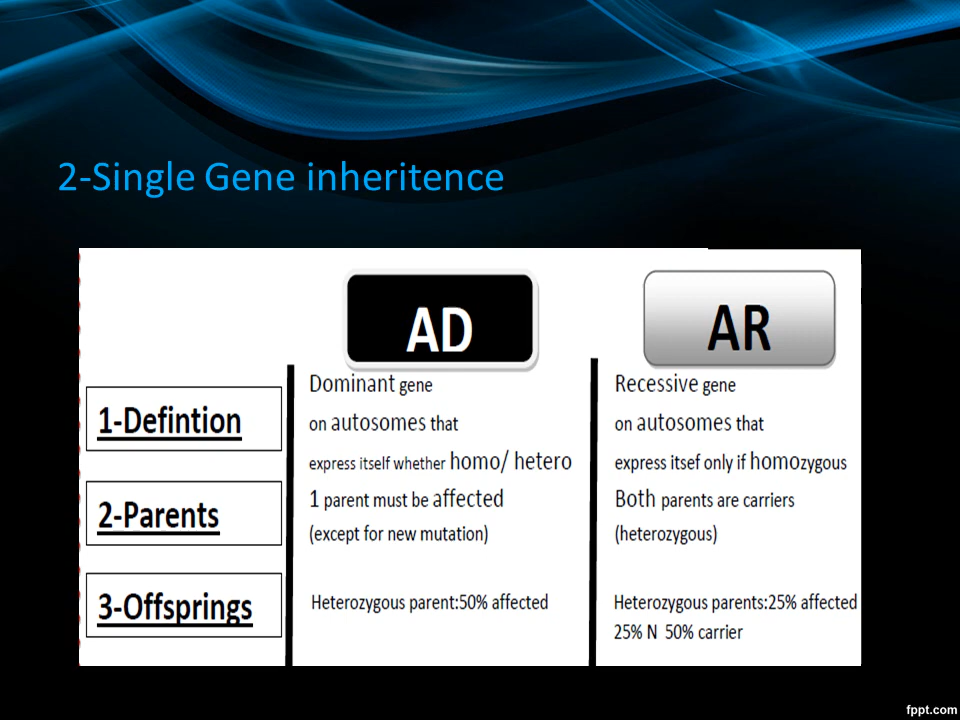 2-Single Gene inheritence
AD
AR
1-Defintion
Dominant gene
on autosomes that
express itself whether homo/ hetero
Recessive gene
on autosomes that
express itsef only if homozygous
2-Parents
1 parent must be affected
(except for new mutation)
Both parents are carriers
(heterozygous)
3-Offsprings
Heterozygous parent:50% affected
Heterozygous parents:25% affected
25% N 50% carrier
fppt.com